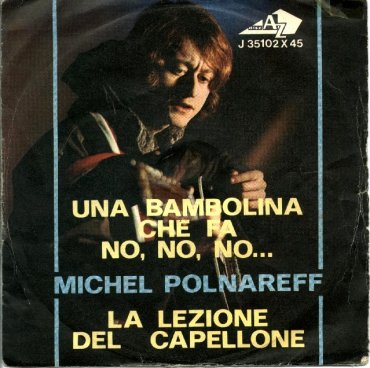 AZ
J 35102 X 45
UNA BAMBOLINA
CHE FA
NO, NO, NO...
MICHEL POLNAREFF
LA LEZIONE
DEL CAPELLONE